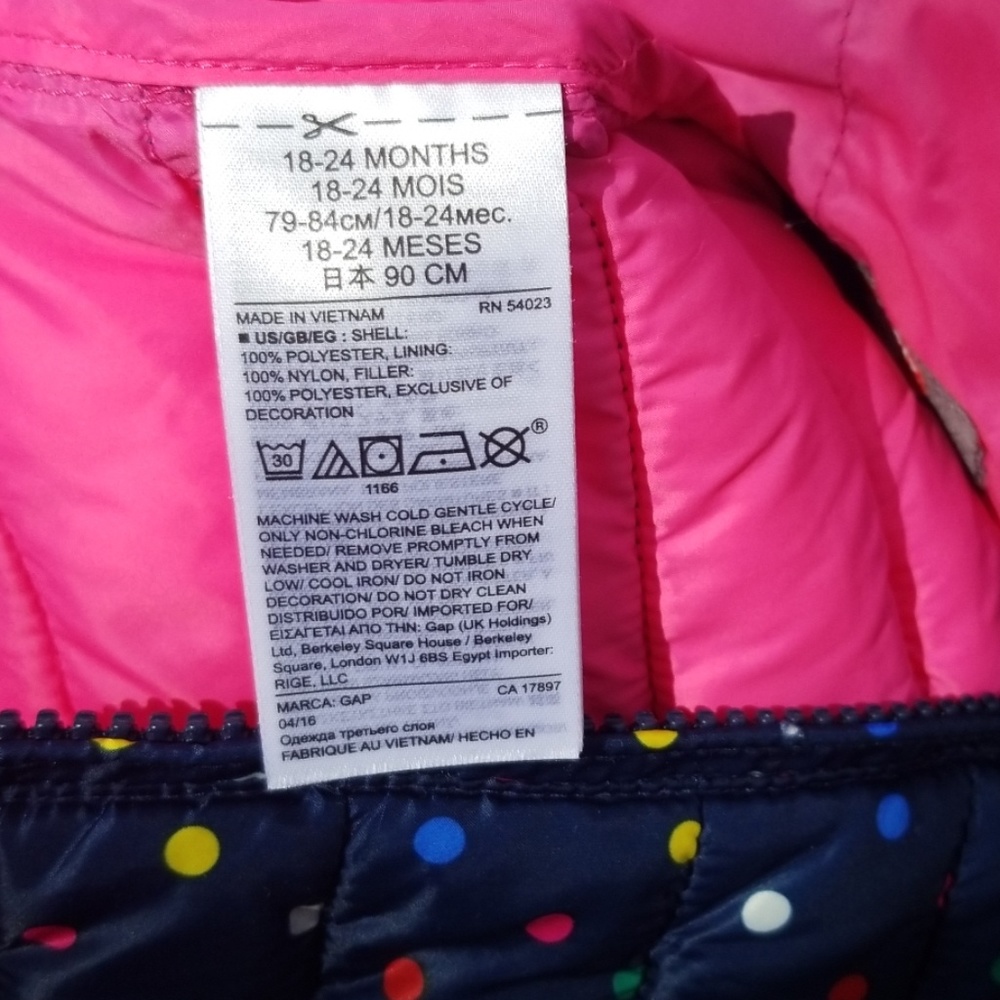 18-24 MONTHS
18-24 MOIS
79-84см/18-24мес.
18-24 MESES
日本 90 CM
MADE IN VIETNAM RN 54023
■ US/GB/EG : SHELL:
100% POLYESTER, LINING:
100% NYLON, FILLER:
100% POLYESTER, EXCLUSIVE OF
DECORATION
30 ®
1166
MACHINE WASH COLD GENTLE CYCLE/
ONLY NON-CHLORINE BLEACH WHEN
NEEDED/ REMOVE PROMPTLY FROM
WASHER AND DRYER/ TUMBLE DRY
LOW/ COOL IRON/ DO NOT IRON
DECORATION/ DO NOT DRY CLEAN
DISTRIBUIDO POR/ IMPORTED FOR/
ΕΙΣΑΓΕΤΑΙ ΑΠΟ ΤΗΝ: Gap (UK Holdings)
Ltd, Berkeley Square House / Berkeley
Square, London W1J 6BS Egypt Importer:
RIGE, LLC
MARCA: GAP CA 17897
04/16
Одежда третьего слоя
FABRIQUE AU VIETNAM/ HECHO EN